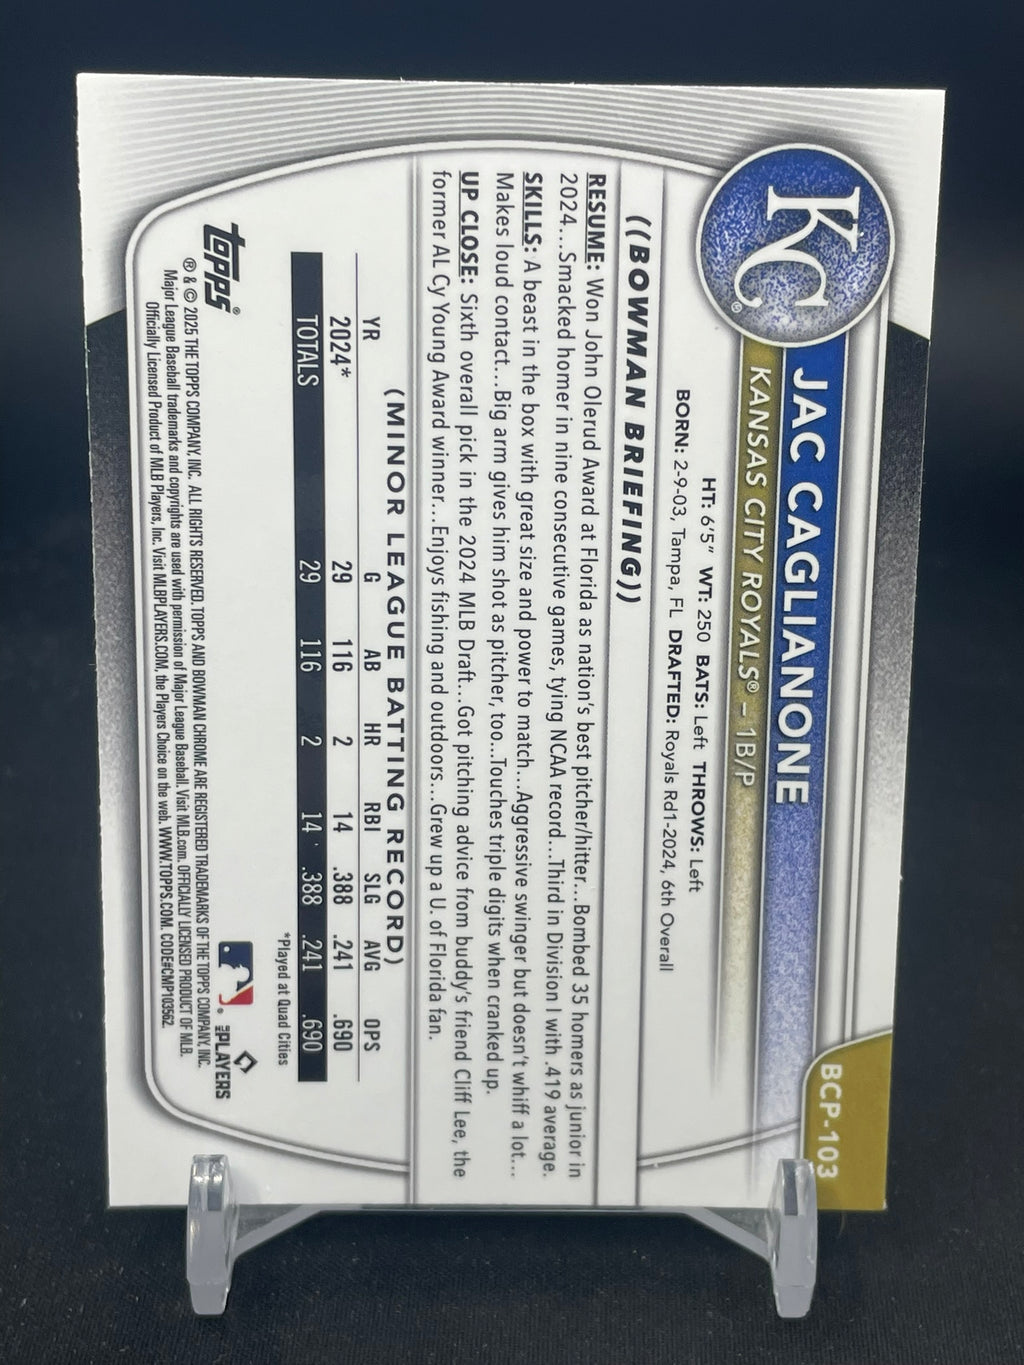 BCP-103
KC®
JAC CAGLIANONE
KANSAS CITY ROYALS® – 1B/P
HT: 6'5" WT: 250 BATS: Left THROWS: Left
BORN: 2-9-03, Tampa, FL DRAFTED: Royals Rd1-2024, 6th Overall
((BOWMAN BRIEFING))
RESUME: Won John Olerud Award at Florida as nation's best pitcher/hitter...Bombed 35 homers as junior in
2024...Smacked homer in nine consecutive games, tying NCAA record...Third in Division I with .419 average.
SKILLS: A beast in the box with great size and power to match...Aggressive swinger but doesn't whiff a lot...
Makes loud contact...Big arm gives him shot as pitcher, too...Touches triple digits when cranked up.
UP CLOSE: Sixth overall pick in the 2024 MLB Draft...Got pitching advice from buddy's friend Cliff Lee, the
former AL Cy Young Award winner...Enjoys fishing and outdoors...Grew up a U. of Florida fan.
(MINOR LEAGUE BATTING RECORD)
YR G AB HR RBI SLG AVG OPS
2024* 29 116 2 14 .388 .241 .690
TOTALS 29 116 2 14 .388 .241 .690
*Played at Quad Cities
topps®
PLAYERS
® & © 2025 THE TOPPS COMPANY, INC. ALL RIGHTS RESERVED. TOPPS AND BOWMAN CHROME ARE REGISTERED TRADEMARKS OF THE TOPPS COMPANY, INC.
Major League Baseball trademarks and copyrights are used with permission of Major League Baseball. Visit MLB.com. OFFICIALLY LICENSED PRODUCT OF MLB.
Officially Licensed Product of MLB Players, Inc. Visit MLBPLAYERS.COM, the Players Choice on the web. WWW.TOPPS.COM. CODE#CMP103562.